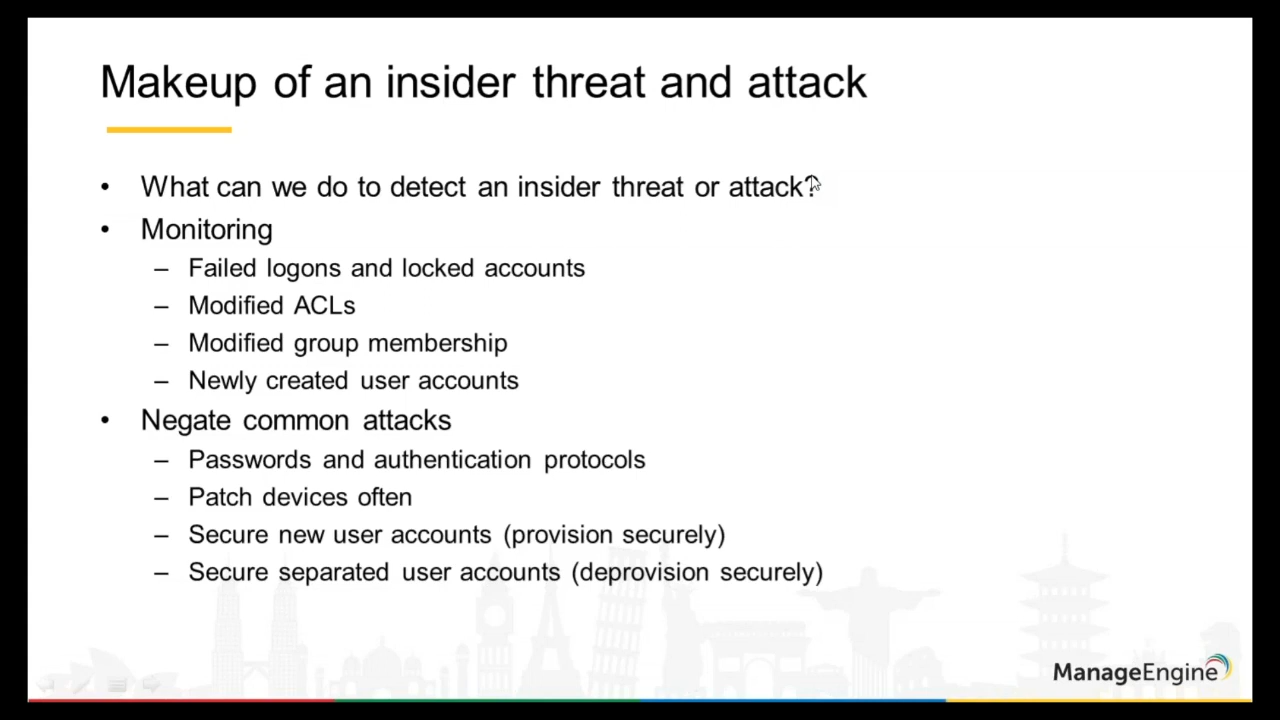 Makeup of an insider threat and attack
• What can we do to detect an insider threat or attack?
• Monitoring
– Failed logons and locked accounts
– Modified ACLs
– Modified group membership
– Newly created user accounts
• Negate common attacks
– Passwords and authentication protocols
– Patch devices often
– Secure new user accounts (provision securely)
– Secure separated user accounts (deprovision securely)
ManageEngine